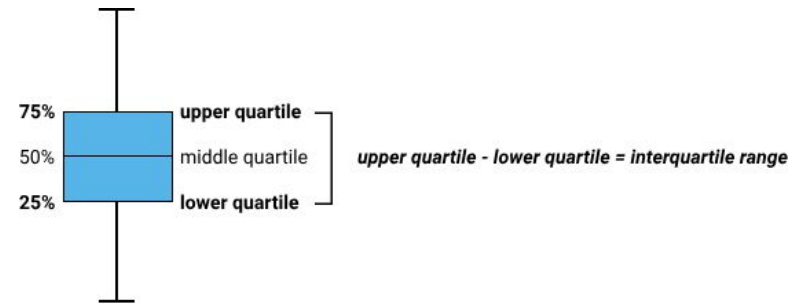 75% upper quartile
50% middle quartile upper quartile - lower quartile = interquartile range
25% lower quartile